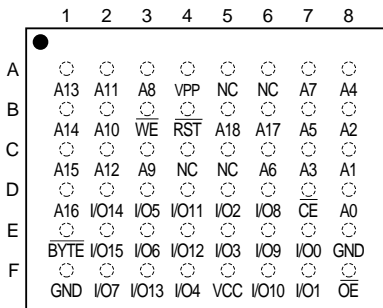 1 2 3 4 5 6 7 8
A
A13 A11 A8 VPP NC NC A7 A4
B
A14 A10 WE RST A18 A17 A5 A2
C
A15 A12 A9 NC NC A6 A3 A1
D
A16 I/O14 I/O5 I/O11 I/O2 I/O8 CE A0
E
BYTE I/O15 I/O6 I/O12 I/O3 I/O9 I/O0 GND
F
GND I/O7 I/O13 I/O4 VCC I/O10 I/O1 OE